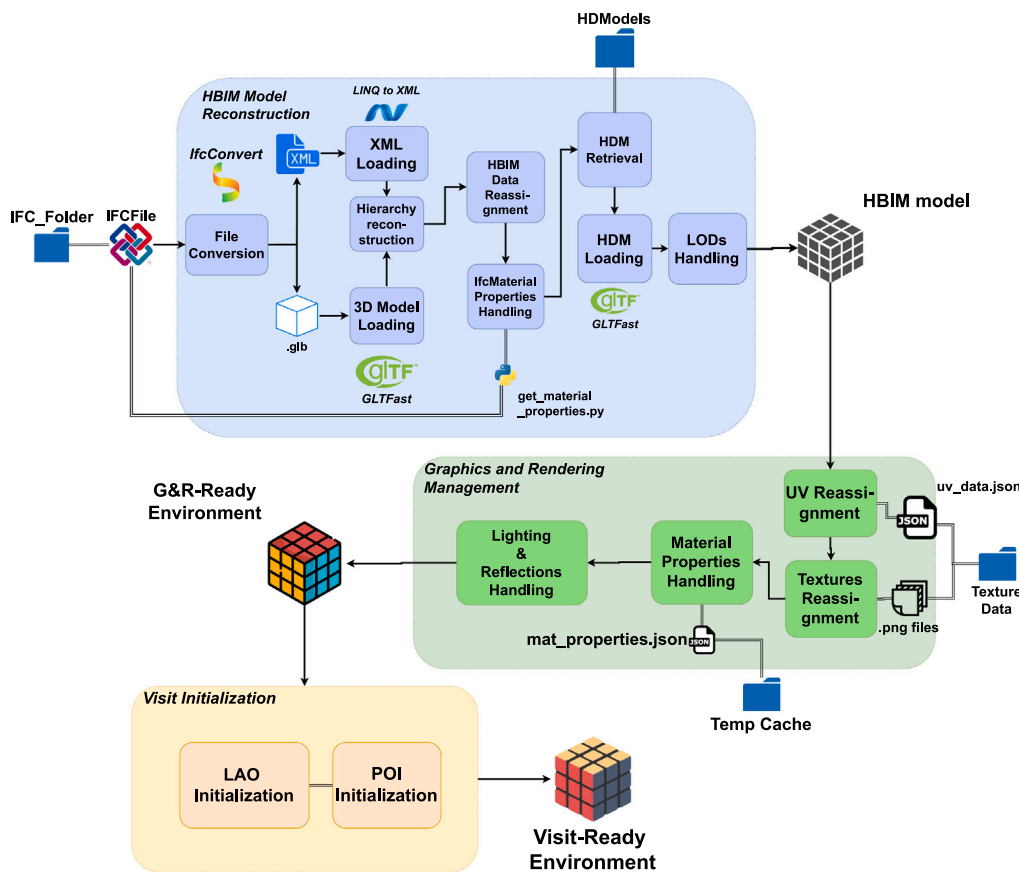 HDModels
HBIM Model
Reconstruction
LINQ to XML
IfcConvert
XML
XML
Loading
HDM
Retrieval
HBIM
Data
Reassi-
gnment
IFC_Folder
IFCFile
File
Conversion
Hierarchy
recon-
struction
HDM
Loading
LODs
Handling
HBIM model
.glb
3D Model
Loading
IfcMaterial
Properties
Handling
glTF™
GLTFast
glTF™
GLTFast
get_material
_properties.py
Graphics and Rendering
Management
G&R-Ready
Environment
UV Reassi-
gnment
uv_data.json
JSON
Lighting
&
Reflections
Handling
Material
Properties
Handling
Textures
Reassi-
gnment
.png files
Texture
Data
mat_properties.json
JSON
Temp Cache
Visit Initialization
LAO
Initialization
POI
Initialization
Visit-Ready
Environment